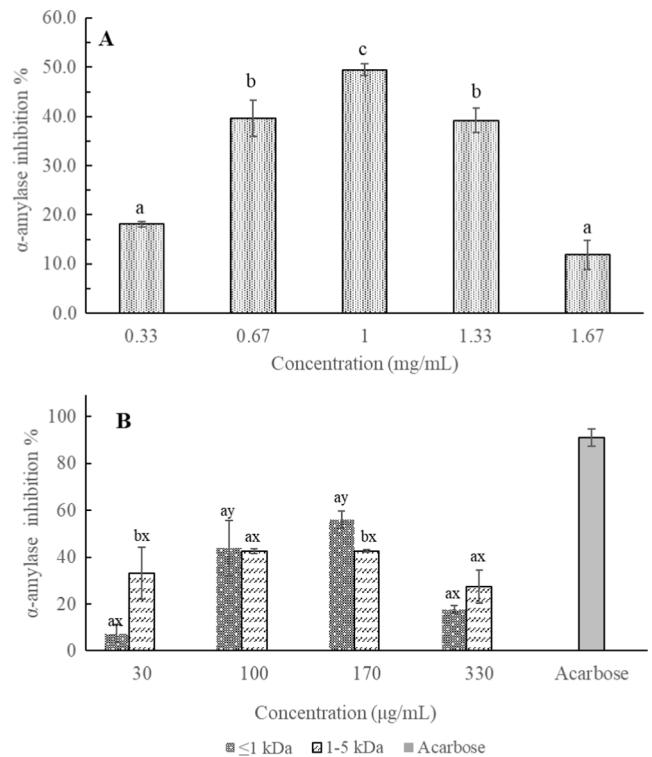 A
α-amylase inhibition %
60.0
50.0
40.0
30.0
20.0
10.0
0.0
a
b
c
b
a
0.33 0.67 1 1.33 1.67
Concentration (mg/mL)
B
α-amylase inhibition %
100
80
60
40
20
0
ax bx ay ax ay bx ax ax
30 100 170 330 Acarbose
Concentration (μg/mL)
≤1 kDa 1-5 kDa Acarbose